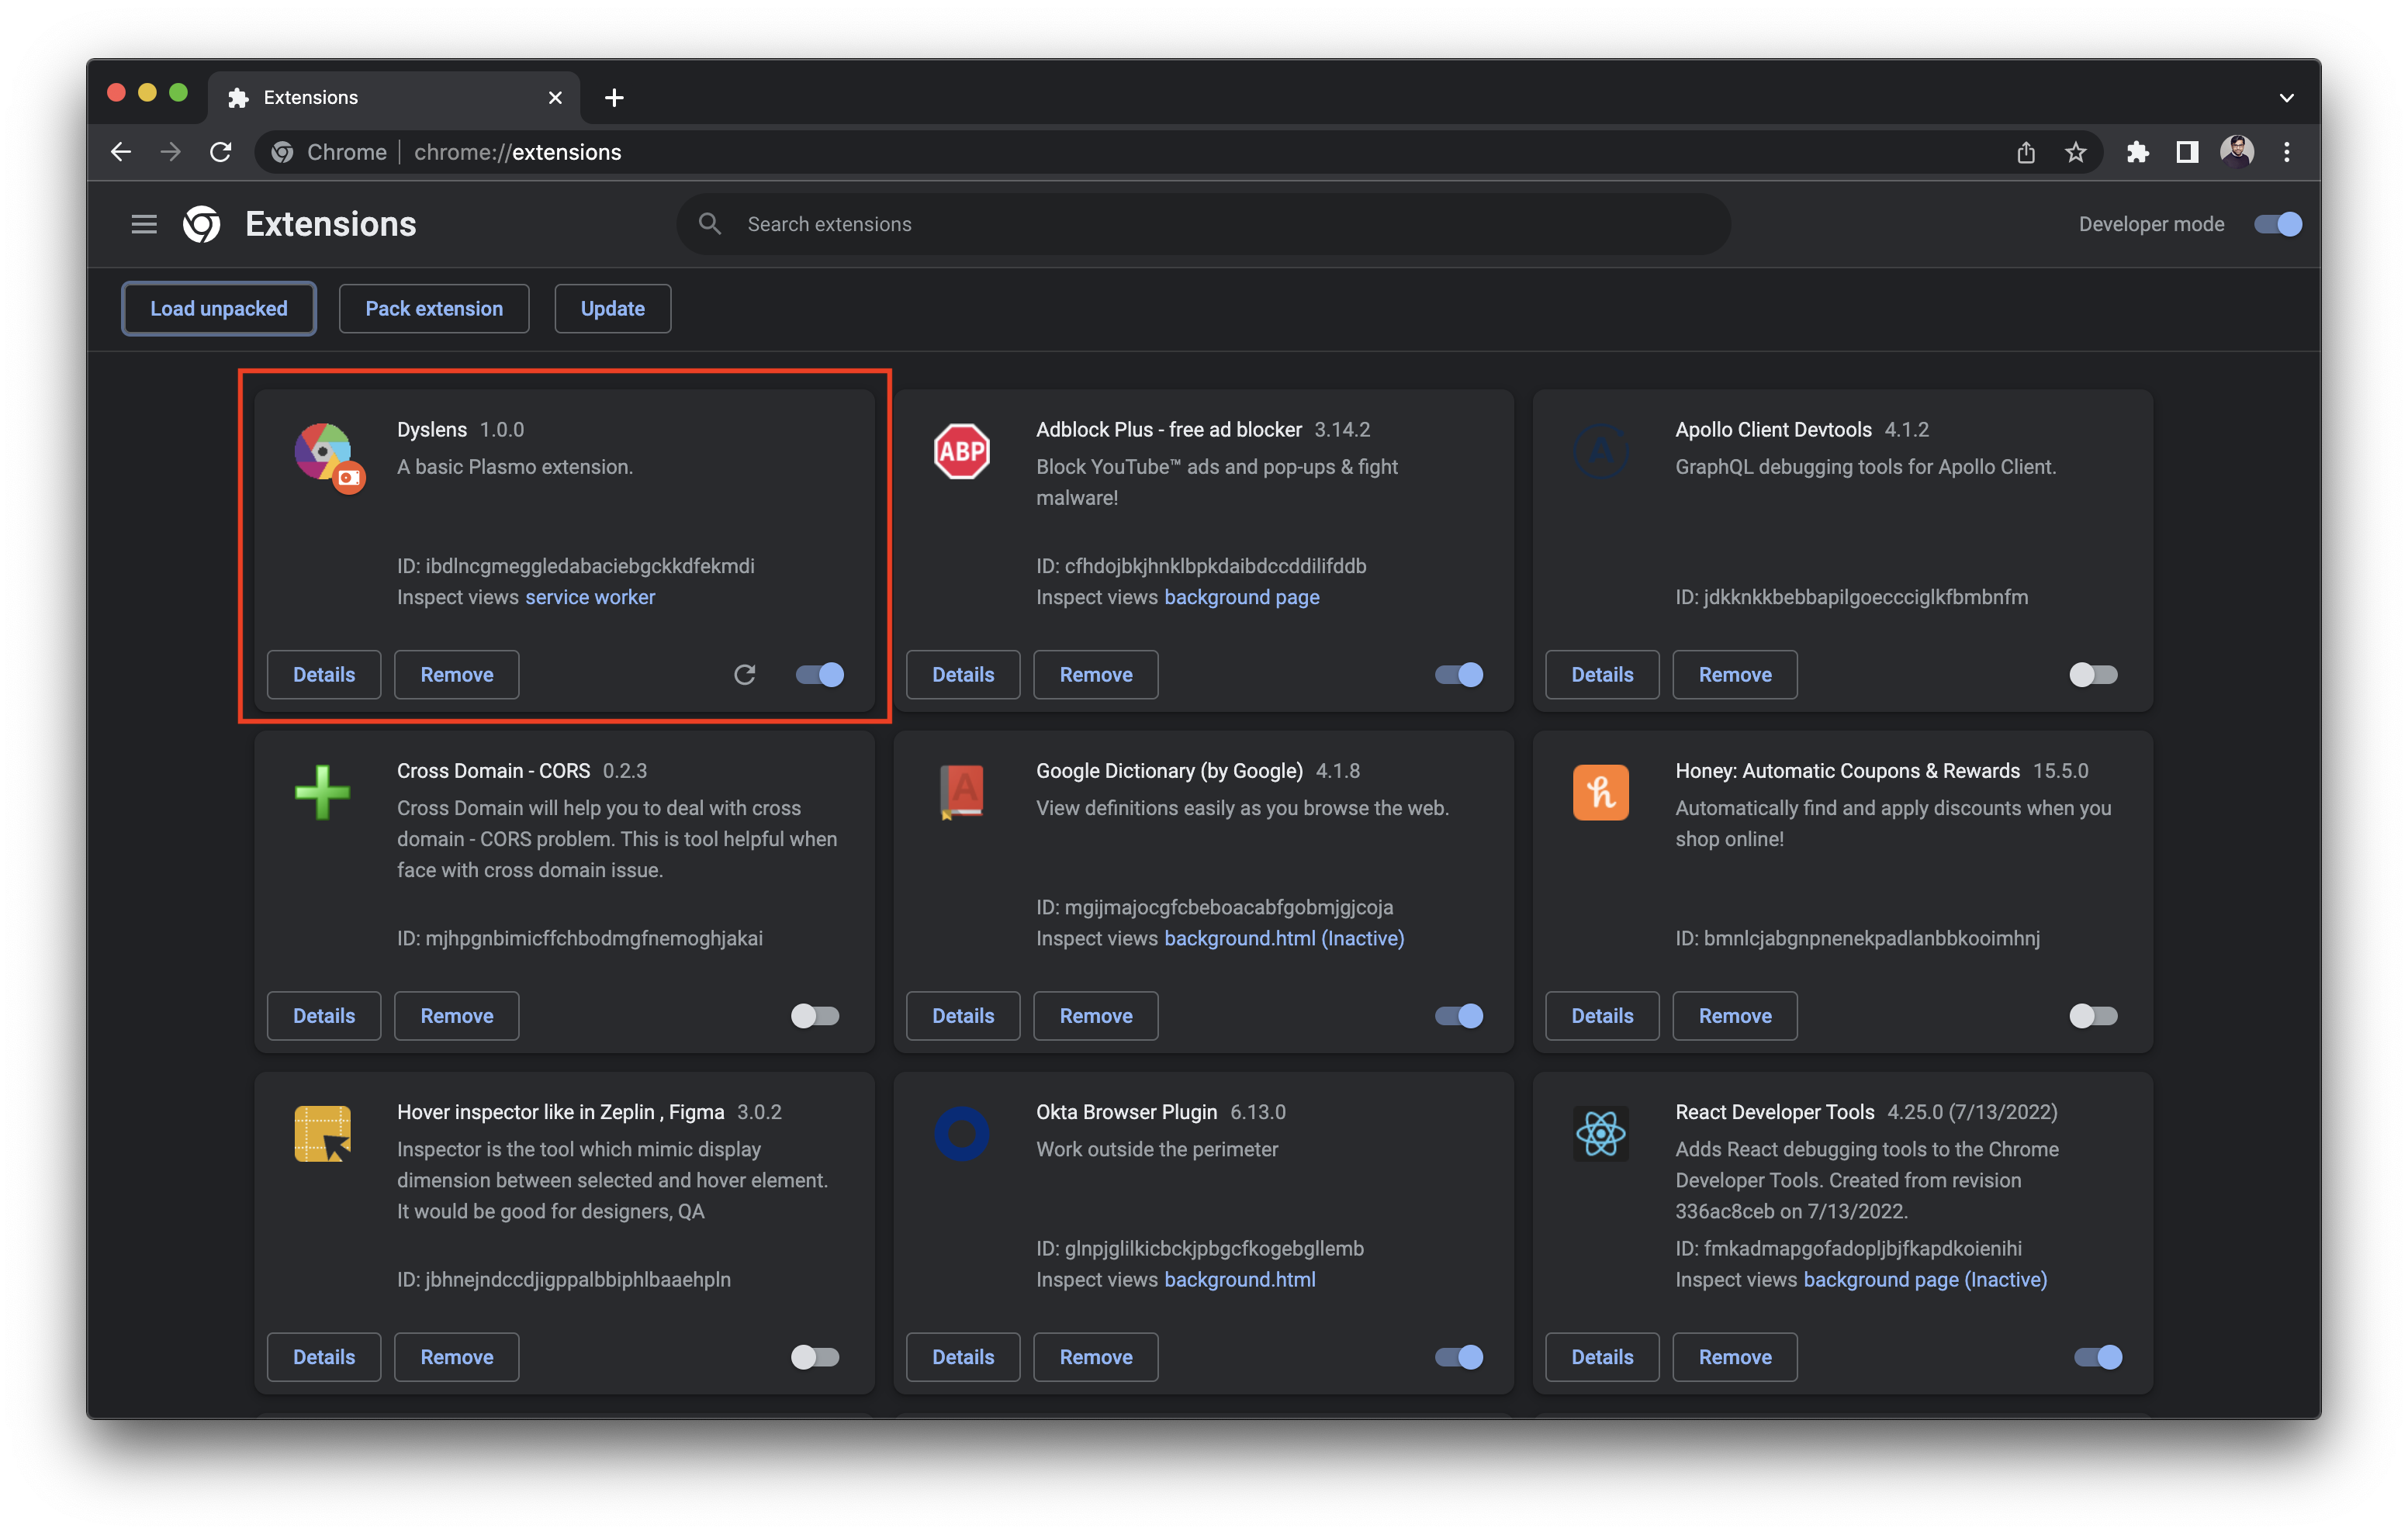 Extensions
Chrome chrome://extensions
Extensions
Search extensions
Developer mode
Load unpacked
Pack extension
Update
Dyslens 1.0.0
A basic Plasmo extension.
ID: ibdlncgmeggledabaciebgckkdfekmdi
Inspect views service worker
Details
Remove
ABP
Adblock Plus - free ad blocker 3.14.2
Block YouTube™ ads and pop-ups & fight
malware!
ID: cfhdojbkjhnklbpkdaibdccddilifddb
Inspect views background page
Details
Remove
A
Apollo Client Devtools 4.1.2
GraphQL debugging tools for Apollo Client.
ID: jdkknkkbebbapilgoeccciglkfbmbnfm
Details
Remove
Cross Domain - CORS 0.2.3
Cross Domain will help you to deal with cross
domain - CORS problem. This is tool helpful when
face with cross domain issue.
ID: mjhpgnbimicffchbodmgfnemoghjakai
Details
Remove
A
Google Dictionary (by Google) 4.1.8
View definitions easily as you browse the web.
ID: mgijmajocgfcbeboacabfgobmjgjcoja
Inspect views background.html (Inactive)
Details
Remove
h
Honey: Automatic Coupons & Rewards 15.5.0
Automatically find and apply discounts when you
shop online!
ID: bmnlcjabgnpnenekpadlanbbkooimhnj
Details
Remove
Hover inspector like in Zeplin , Figma 3.0.2
Inspector is the tool which mimic display
dimension between selected and hover element.
It would be good for designers, QA
ID: jbhnejndccdjigppalbbiphlbaaehpln
Details
Remove
Okta Browser Plugin 6.13.0
Work outside the perimeter
ID: glnpjglilkicbckjpbgcfkogebgllemb
Inspect views background.html
Details
Remove
React Developer Tools 4.25.0 (7/13/2022)
Adds React debugging tools to the Chrome
Developer Tools. Created from revision
336ac8ceb on 7/13/2022.
ID: fmkadmapgofadopljbjfkapdkoienihi
Inspect views background page (Inactive)
Details
Remove